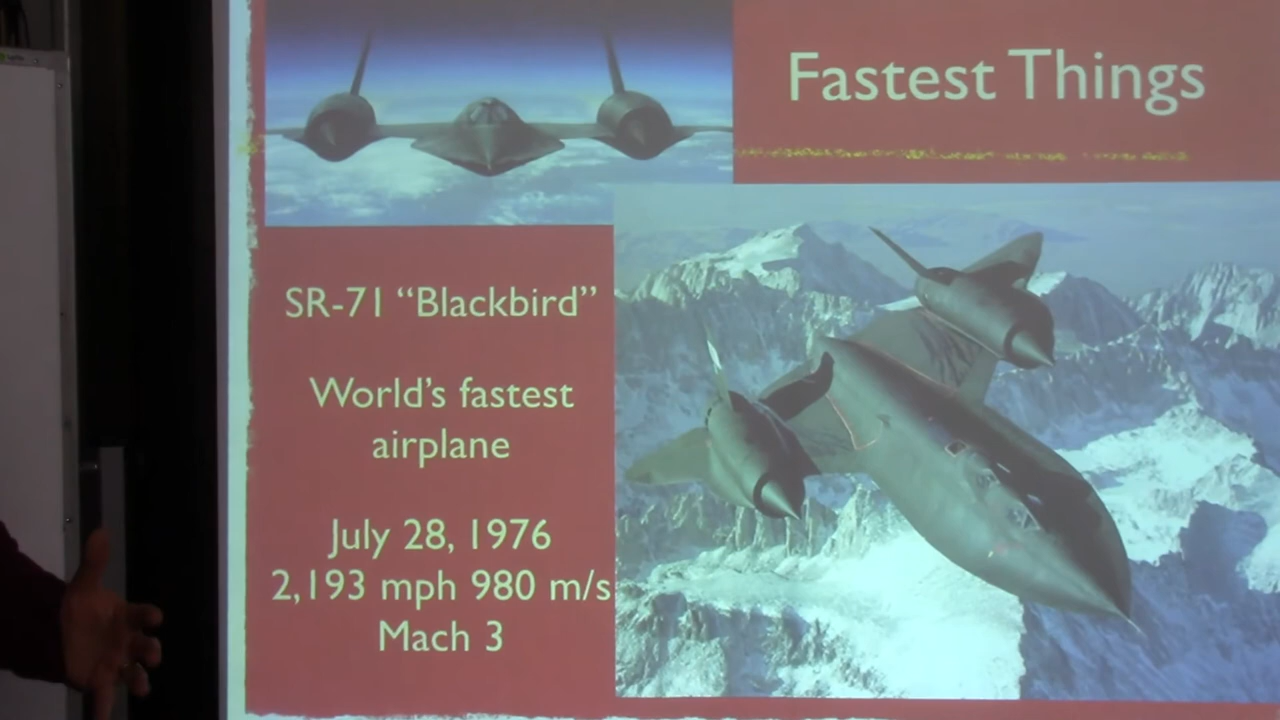 Fastest Things
SR-71 “Blackbird”
World’s fastest
airplane
July 28, 1976
2,193 mph 980 m/s
Mach 3